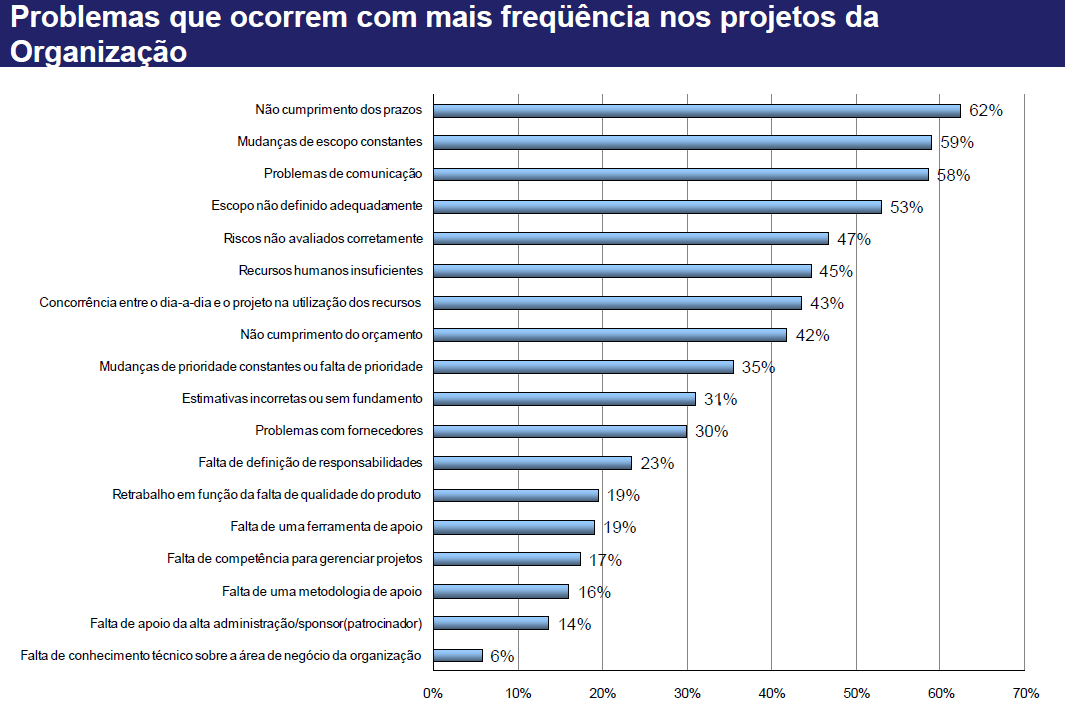 Problemas que ocorrem com mais freqüência nos projetos da
Organização
Não cumprimento dos prazos 62%
Mudanças de escopo constantes 59%
Problemas de comunicação 58%
Escopo não definido adequadamente 53%
Riscos não avaliados corretamente 47%
Recursos humanos insuficientes 45%
Concorrência entre o dia-a-dia e o projeto na utilização dos recursos 43%
Não cumprimento do orçamento 42%
Mudanças de prioridade constantes ou falta de prioridade 35%
Estimativas incorretas ou sem fundamento 31%
Problemas com fornecedores 30%
Falta de definição de responsabilidades 23%
Retrabalho em função da falta de qualidade do produto 19%
Falta de uma ferramenta de apoio 19%
Falta de competência para gerenciar projetos 17%
Falta de uma metodologia de apoio 16%
Falta de apoio da alta administração/sponsor(patrocinador) 14%
Falta de conhecimento técnico sobre a área de negócio da organização 6%
0% 10% 20% 30% 40% 50% 60% 70%